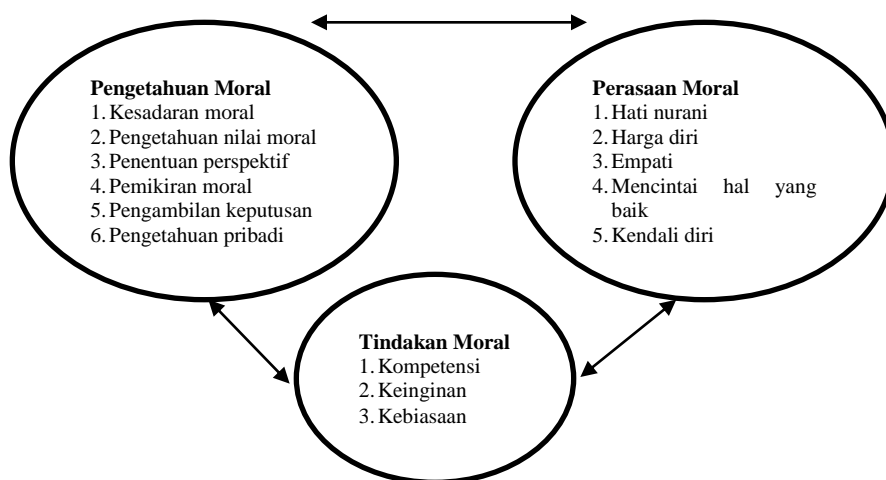 Pengetahuan Moral
1. Kesadaran moral
2. Pengetahuan nilai moral
3. Penentuan perspektif
4. Pemikiran moral
5. Pengambilan keputusan
6. Pengetahuan pribadi
Perasaan Moral
1. Hati nurani
2. Harga diri
3. Empati
4. Mencintai hal yang
baik
5. Kendali diri
Tindakan Moral
1. Kompetensi
2. Keinginan
3. Kebiasaan